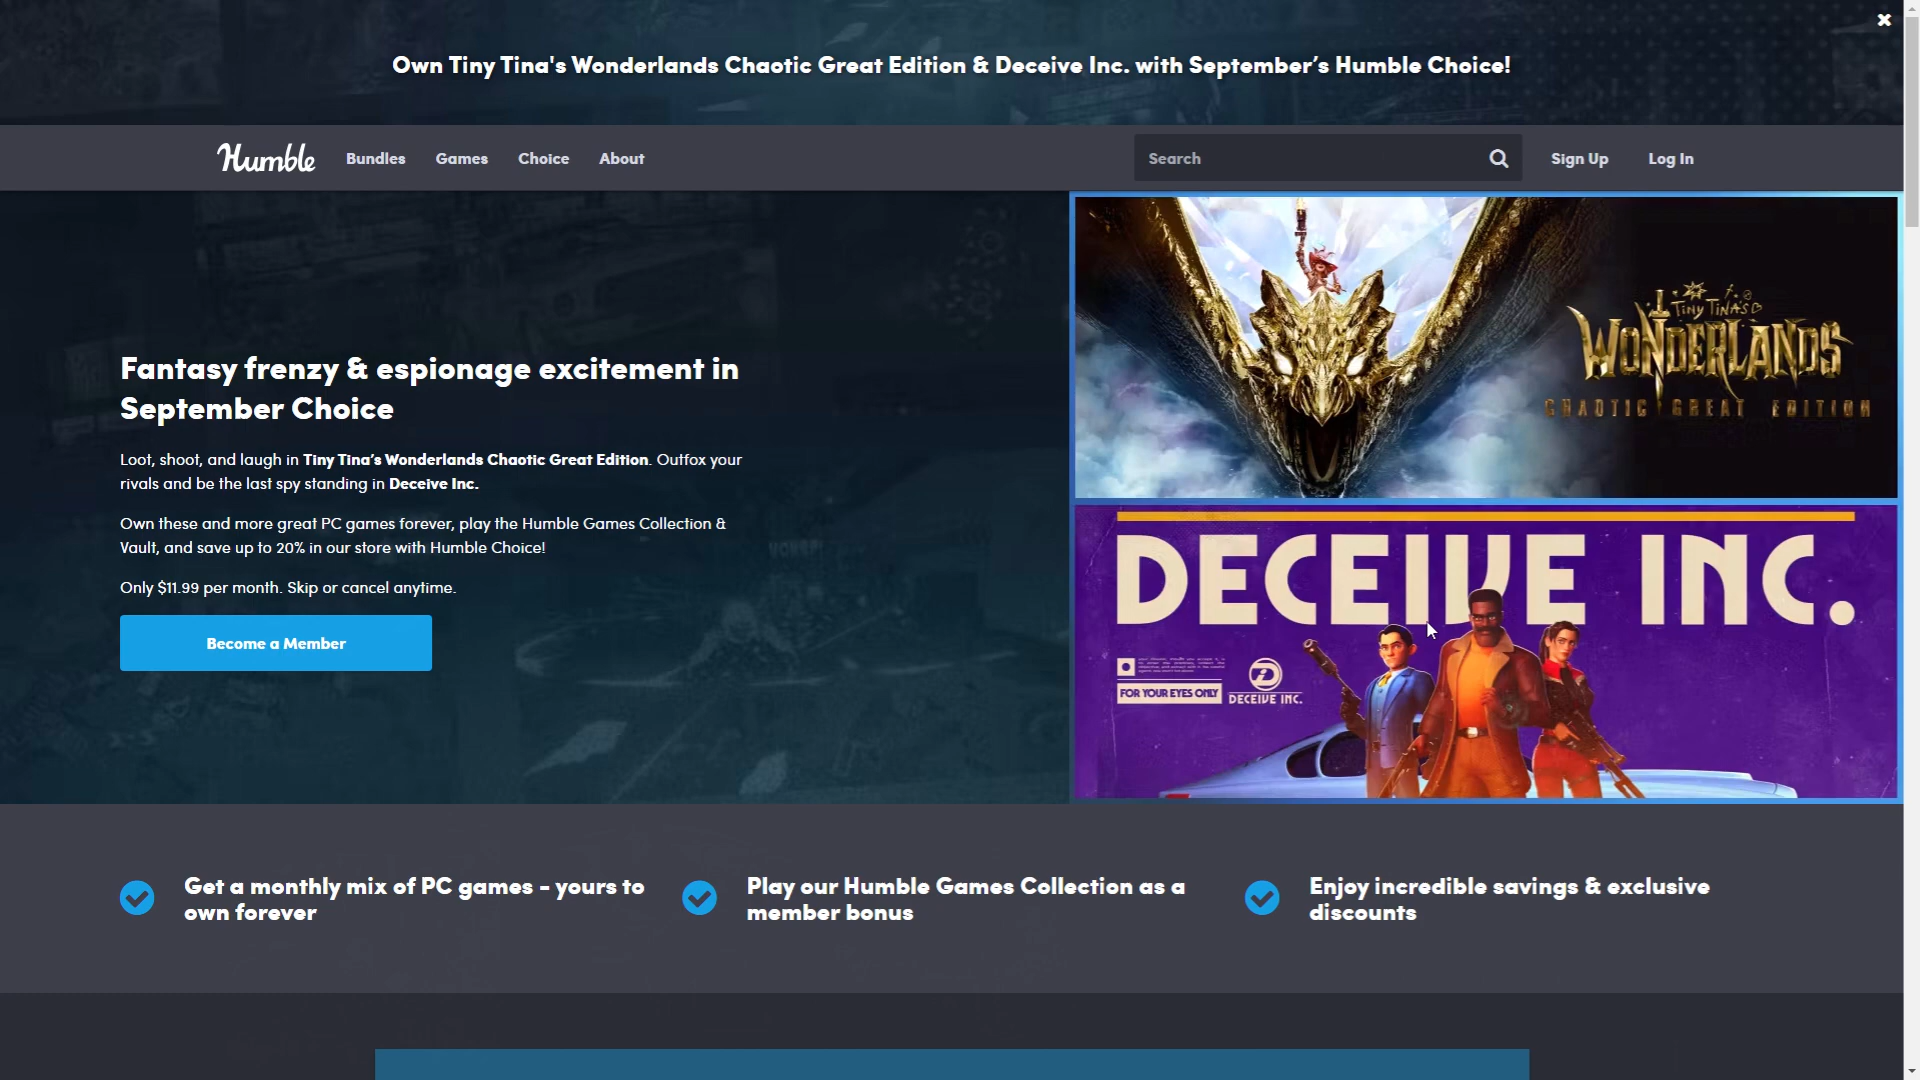 Own Tiny Tina's Wonderlands Chaotic Great Edition & Deceive Inc. with September’s Humble Choice!
Humble
Bundles
Games
Choice
About
Search
Sign Up
Log In
Fantasy frenzy & espionage excitement in
September Choice
Loot, shoot, and laugh in Tiny Tina’s Wonderlands Chaotic Great Edition. Outfox your
rivals and be the last spy standing in Deceive Inc.
Own these and more great PC games forever, play the Humble Games Collection &
Vault, and save up to 20% in our store with Humble Choice!
Only $11.99 per month. Skip or cancel anytime.
Become a Member
TINY TINA'S
WONDERLANDS
CHAOTIC GREAT EDITION
DECEIVE INC.
FOR YOUR EYES ONLY
DECEIVE INC.
Get a monthly mix of PC games - yours to
own forever
Play our Humble Games Collection as a
member bonus
Enjoy incredible savings & exclusive
discounts